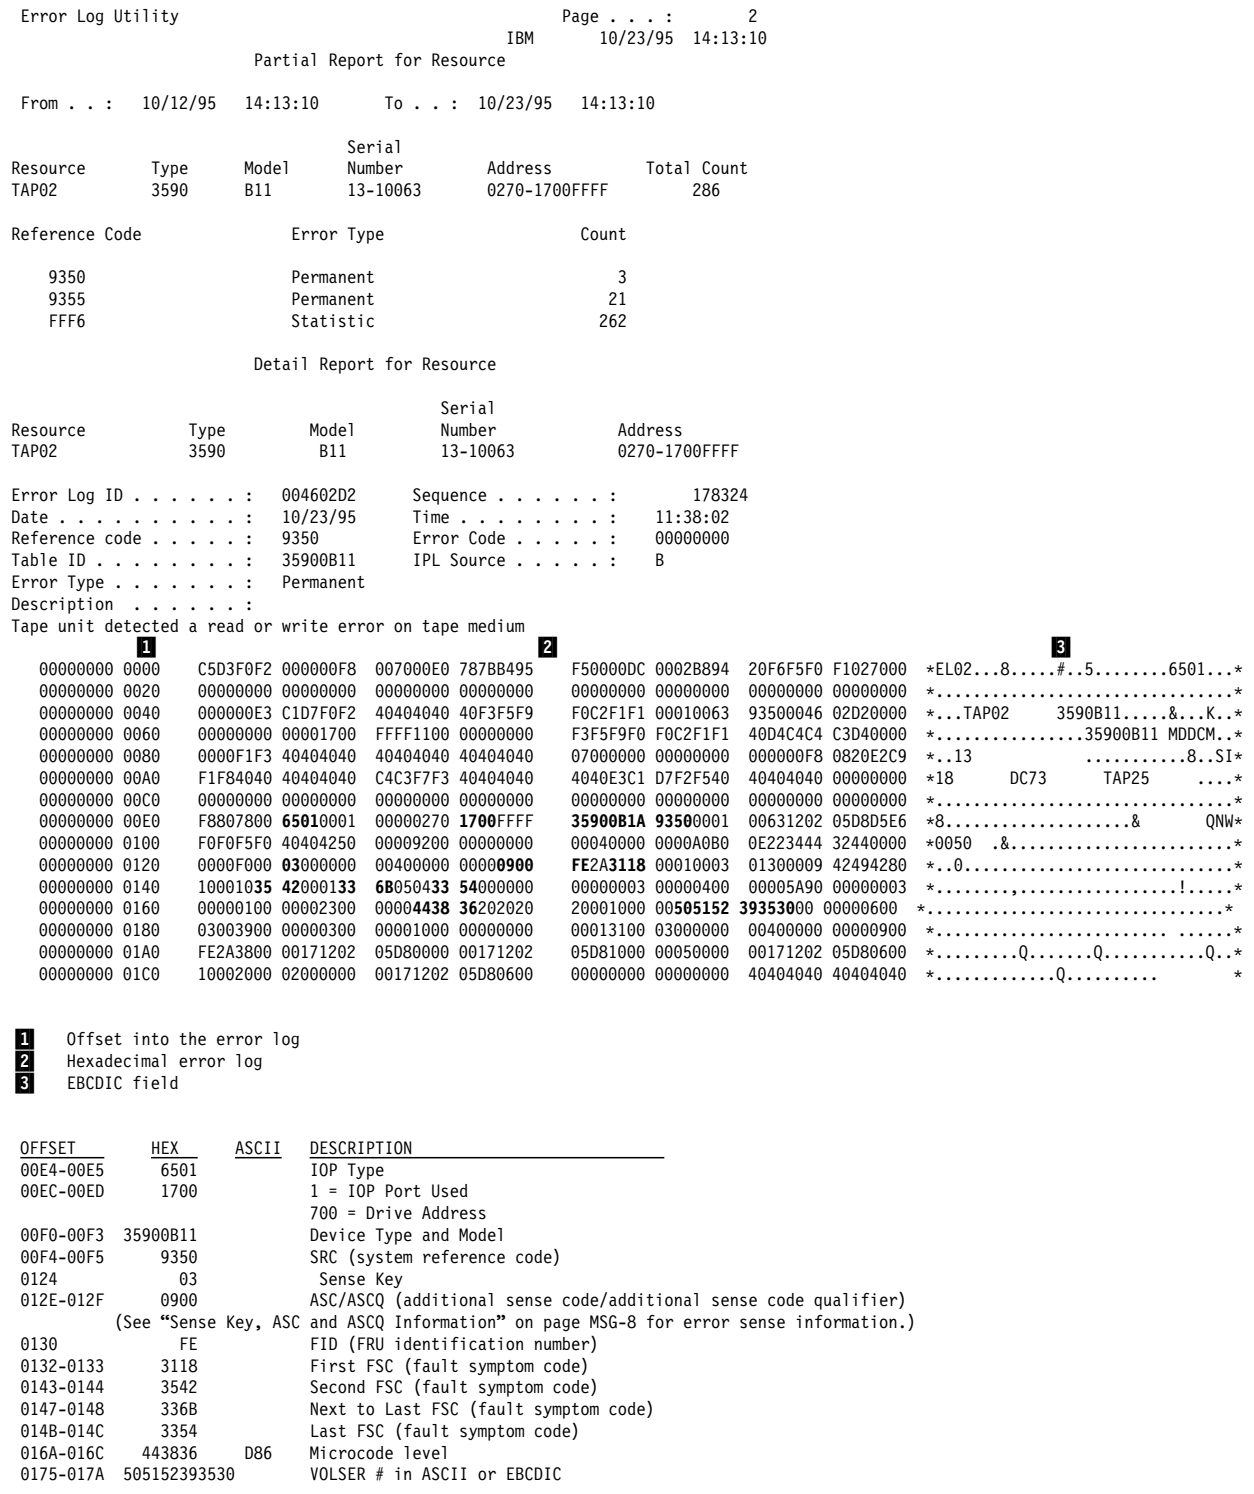 Error Log Utility Page . . . : 2
IBM 10/23/95 14:13:10
Partial Report for Resource
From . . : 10/12/95 14:13:10 To . . : 10/23/95 14:13:10
Serial
Resource Type Model Number Address Total Count
TAP02 3590 B11 13-10063 0270-1700FFFF 286
Reference Code Error Type Count
9350 Permanent 3
9355 Permanent 21
FFF6 Statistic 262
Detail Report for Resource
Serial
Resource Type Model Number Address
TAP02 3590 B11 13-10063 0270-1700FFFF
Error Log ID . . . . . . : 004602D2 Sequence . . . . . . : 178324
Date . . . . . . . . . . : 10/23/95 Time . . . . . . . . : 11:38:02
Reference code . . . . . : 9350 Error Code . . . . . : 00000000
Table ID . . . . . . . . : 35900B11 IPL Source . . . . . : B
Error Type . . . . . . . : Permanent
Description . . . . . . :
Tape unit detected a read or write error on tape medium
1 2 3
00000000 0000 C5D3F0F2 000000F8 007000E0 787BB495 F50000DC 0002B894 20F6F5F0 F1027000 *EL02...8.....#..5........6501...*
00000000 0020 00000000 00000000 00000000 00000000 00000000 00000000 00000000 00000000 *................................*
00000000 0040 000000E3 C1D7F0F2 40404040 40F3F5F9 F0C2F1F1 00010063 93500046 02D20000 *...TAP02 3590B11.....&...K..*
00000000 0060 00000000 00001700 FFFF1100 00000000 F3F5F9F0 F0C2F1F1 40D4C4C4 C3D40000 *................35900B11 MDDCM..*
00000000 0080 0000F1F3 40404040 40404040 40404040 07000000 00000000 000000F8 0820E2C9 *..13 ...........8..SI*
00000000 00A0 F1F84040 40404040 C4C3F7F3 40404040 4040E3C1 D7F2F540 40404040 00000000 *18 DC73 TAP25 ....*
00000000 00C0 00000000 00000000 00000000 00000000 00000000 00000000 00000000 00000000 *................................*
00000000 00E0 F8807800 65010001 00000270 1700FFFF 35900B1A 93500001 00631202 05D8D5E6 *8....................& QNW*
00000000 0100 F0F0F5F0 40404250 00009200 00000000 00040000 0000A0B0 0E223444 32440000 *0050 .&.........................*
00000000 0120 0000F000 03000000 00400000 00000900 FE2A3118 00010003 01300009 42494280 *..0...... .....................*
00000000 0140 10001035 42000133 6B050433 54000000 00000003 00000400 00005A90 00000003 *........,.................!.....*
00000000 0160 00000100 00002300 00004438 36202020 20001000 00505152 39353000 00000600 *................................*
00000000 0180 03003900 00000300 00001000 00000000 00013100 03000000 00400000 00000900 *......................... ......*
00000000 01A0 FE2A3800 00171202 05D80000 00171202 05D81000 00050000 00171202 05D80600 *.........Q.......Q...........Q..*
00000000 01C0 10002000 02000000 00171202 05D80600 00000000 00000000 40404040 40404040 *.............Q.......... *
1 Offset into the error log
2 Hexadecimal error log
3 EBCDIC field
OFFSET HEX ASCII DESCRIPTION
00E4-00E5 6501 IOP Type
00EC-00ED 1700 1 = IOP Port Used
700 = Drive Address
00F0-00F3 35900B11 Device Type and Model
00F4-00F5 9350 SRC (system reference code)
0124 03 Sense Key
012E-012F 0900 ASC/ASCQ (additional sense code/additional sense code qualifier)
(See “Sense Key, ASC and ASCQ Information” on page MSG-8 for error sense information.)
0130 FE FID (FRU identification number)
0132-0133 3118 First FSC (fault symptom code)
0143-0144 3542 Second FSC (fault symptom code)
0147-0148 336B Next to Last FSC (fault symptom code)
014B-014C 3354 Last FSC (fault symptom code)
016A-016C 443836 D86 Microcode level
0175-017A 505152393530 VOLSER # in ASCII or EBCDIC